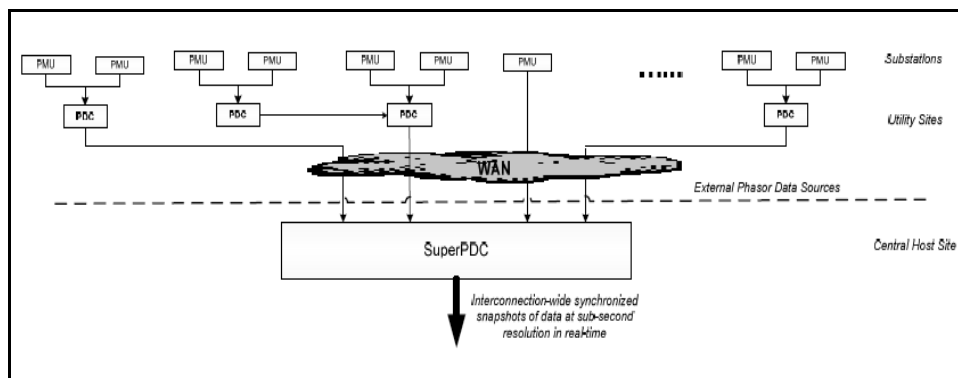 PMU PMU PMU PMU PMU PMU PMU PMU PMU Substations
PDC PDC PDC PDC Utility Sites
WAN
External Phasor Data Sources
SuperPDC
Central Host Site
Interconnection-wide synchronized
snapshots of data at sub-second
resolution in real-time